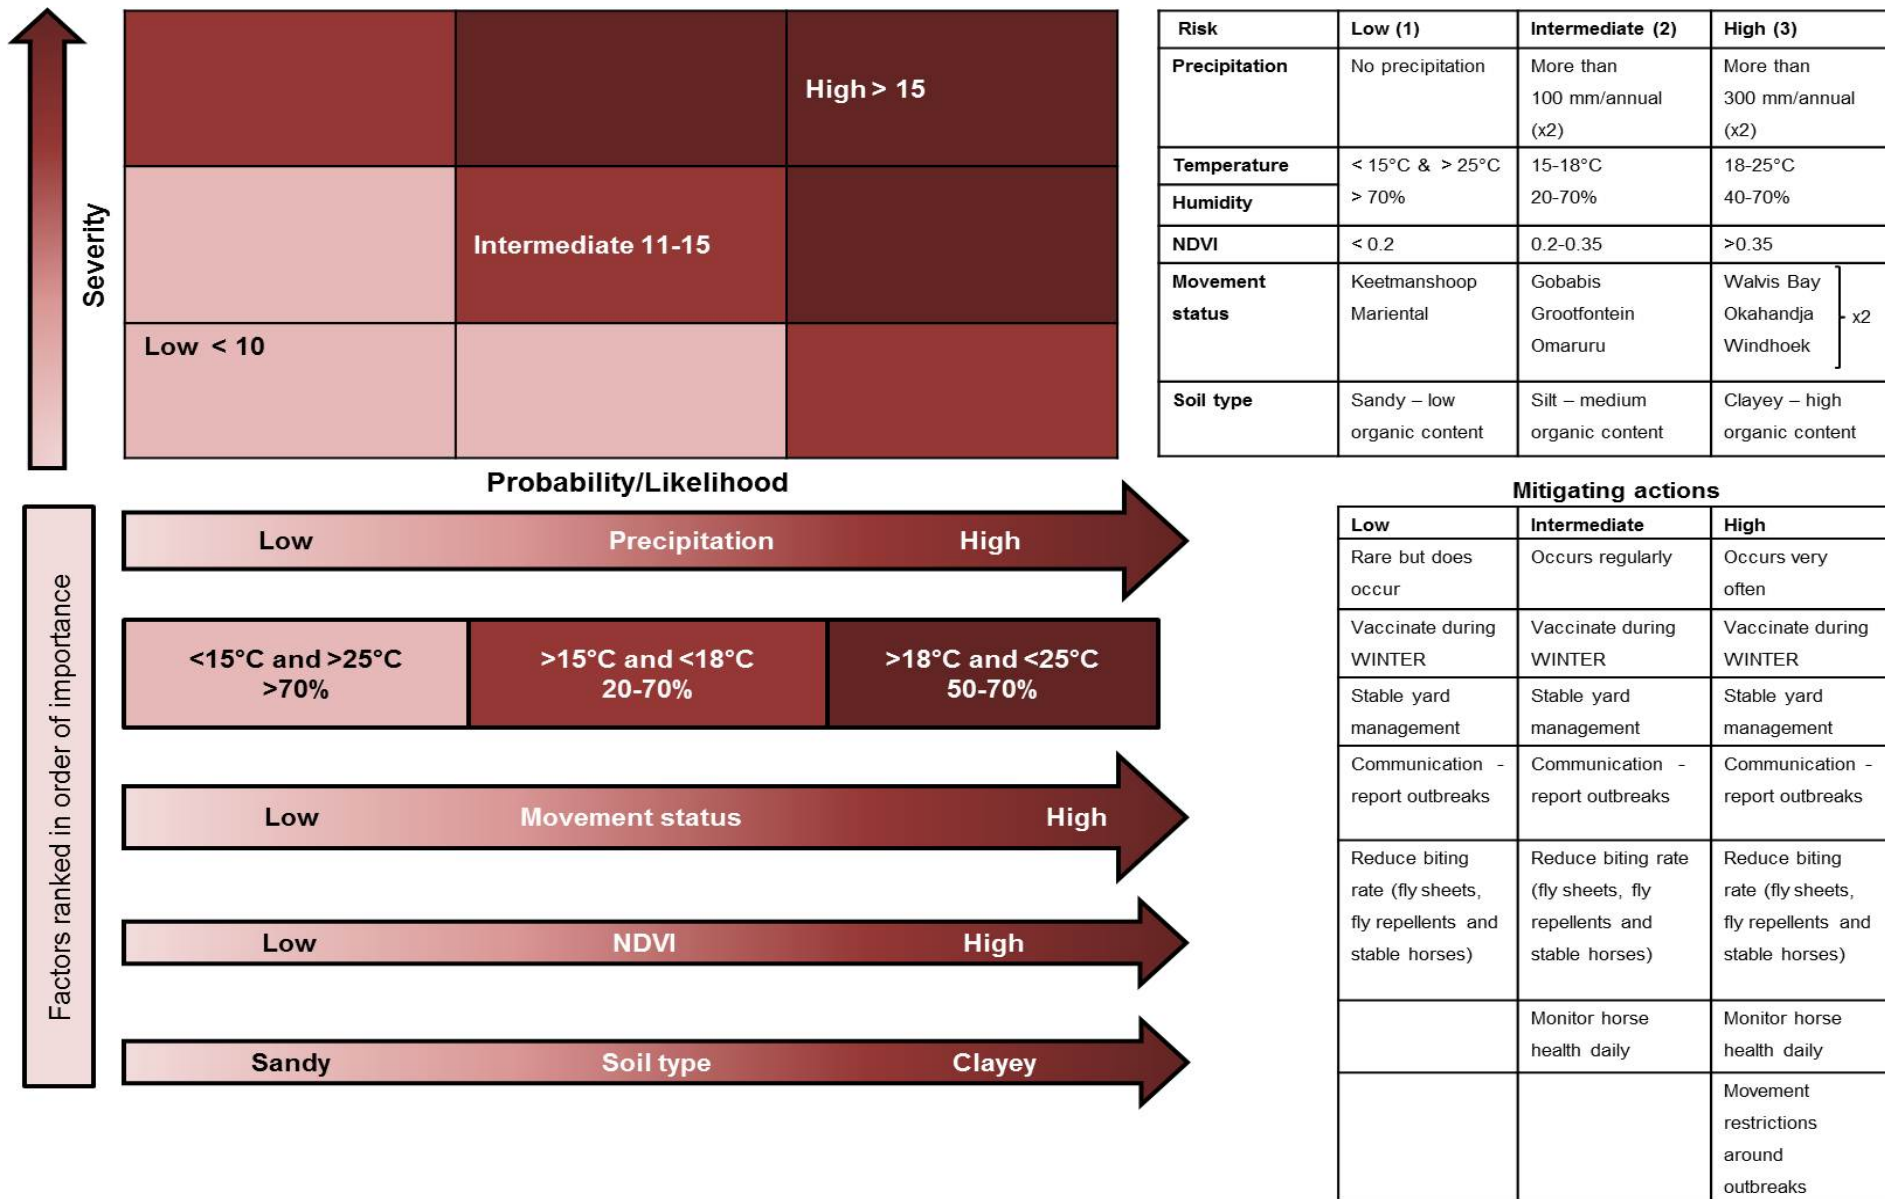 Severity
High > 15
Intermediate 11-15
Low < 10
Probability/Likelihood
Factors ranked in order of importance
Low Precipitation High
<15°C and >25°C
>70%
>15°C and <18°C
20-70%
>18°C and <25°C
50-70%
Low Movement status High
Low NDVI High
Sandy Soil type Clayey
Risk Low (1) Intermediate (2) High (3)
Precipitation
No precipitation
More than
100 mm/annual
(x2)
More than
300 mm/annual
(x2)
Temperature
Humidity
< 15°C & > 25°C
> 70%
15-18°C
20-70%
18-25°C
40-70%
NDVI < 0.2 0.2-0.35 >0.35
Movement
status
Keetmanshoop
Mariental
Gobabis
Grootfontein
Omaruru
Walvis Bay
Okahandja
Windhoek
x2
Soil type
Sandy – low
organic content
Silt – medium
organic content
Clayey – high
organic content
Mitigating actions
Low Intermediate High
Rare but does
occur
Occurs regularly
Occurs very
often
Vaccinate during
WINTER
Vaccinate during
WINTER
Vaccinate during
WINTER
Stable yard
management
Stable yard
management
Stable yard
management
Communication -
report outbreaks
Communication -
report outbreaks
Communication -
report outbreaks
Reduce biting
rate (fly sheets,
fly repellents and
stable horses)
Reduce biting rate
(fly sheets, fly
repellents and
stable horses)
Reduce biting
rate (fly sheets,
fly repellents and
stable horses)
Monitor horse
health daily
Monitor horse
health daily
Movement
restrictions
around
outbreaks